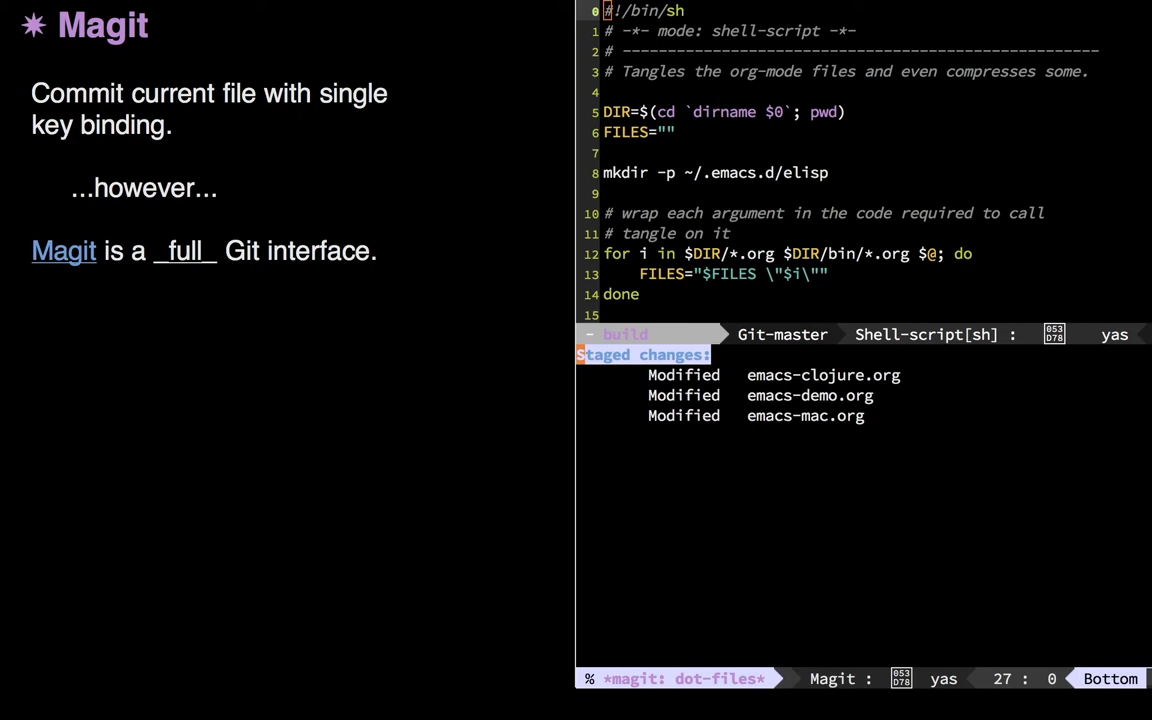 ✷ Magit
Commit current file with single
key binding.
...however...
Magit is a _full_ Git interface.
0 #!/bin/sh
1 # -*- mode: shell-script -*-
2 # -----------------------------------------------------
3 # Tangles the org-mode files and even compresses some.
4
5 DIR=$(cd `dirname $0`; pwd)
6 FILES=""
7
8 mkdir -p ~/.emacs.d/elisp
9
10 # wrap each argument in the code required to call
11 # tangle on it
12 for i in $DIR/*.org $DIR/bin/*.org $@; do
13     FILES="$FILES \"$i\""
14 done
15
- build Git-master Shell-script[sh] : 053D78 yas
Staged changes:
Modified emacs-clojure.org
Modified emacs-demo.org
Modified emacs-mac.org
% *magit: dot-files* Magit : 053D78 yas 27 : 0 Bottom